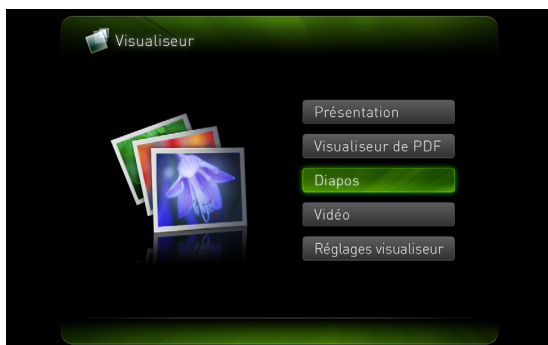 Visualiseur
Présentation
Visualiseur de PDF
Diapos
Vidéo
Réglages visualiseur